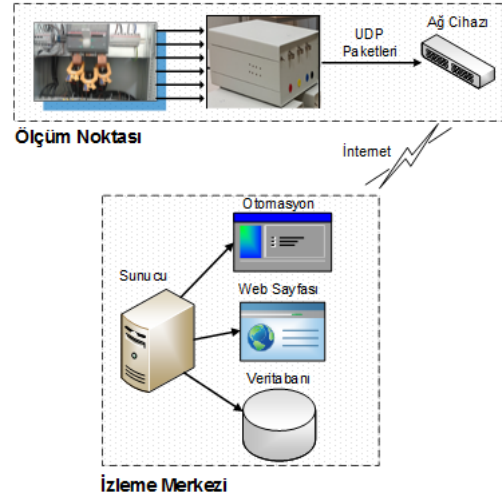 UDP
Paketleri
Ağ Cihazı
Ölçüm Noktası
İnternet
Otomasyon
Sunucu
Web Sayfası
Veritabanı
İzleme Merkezi